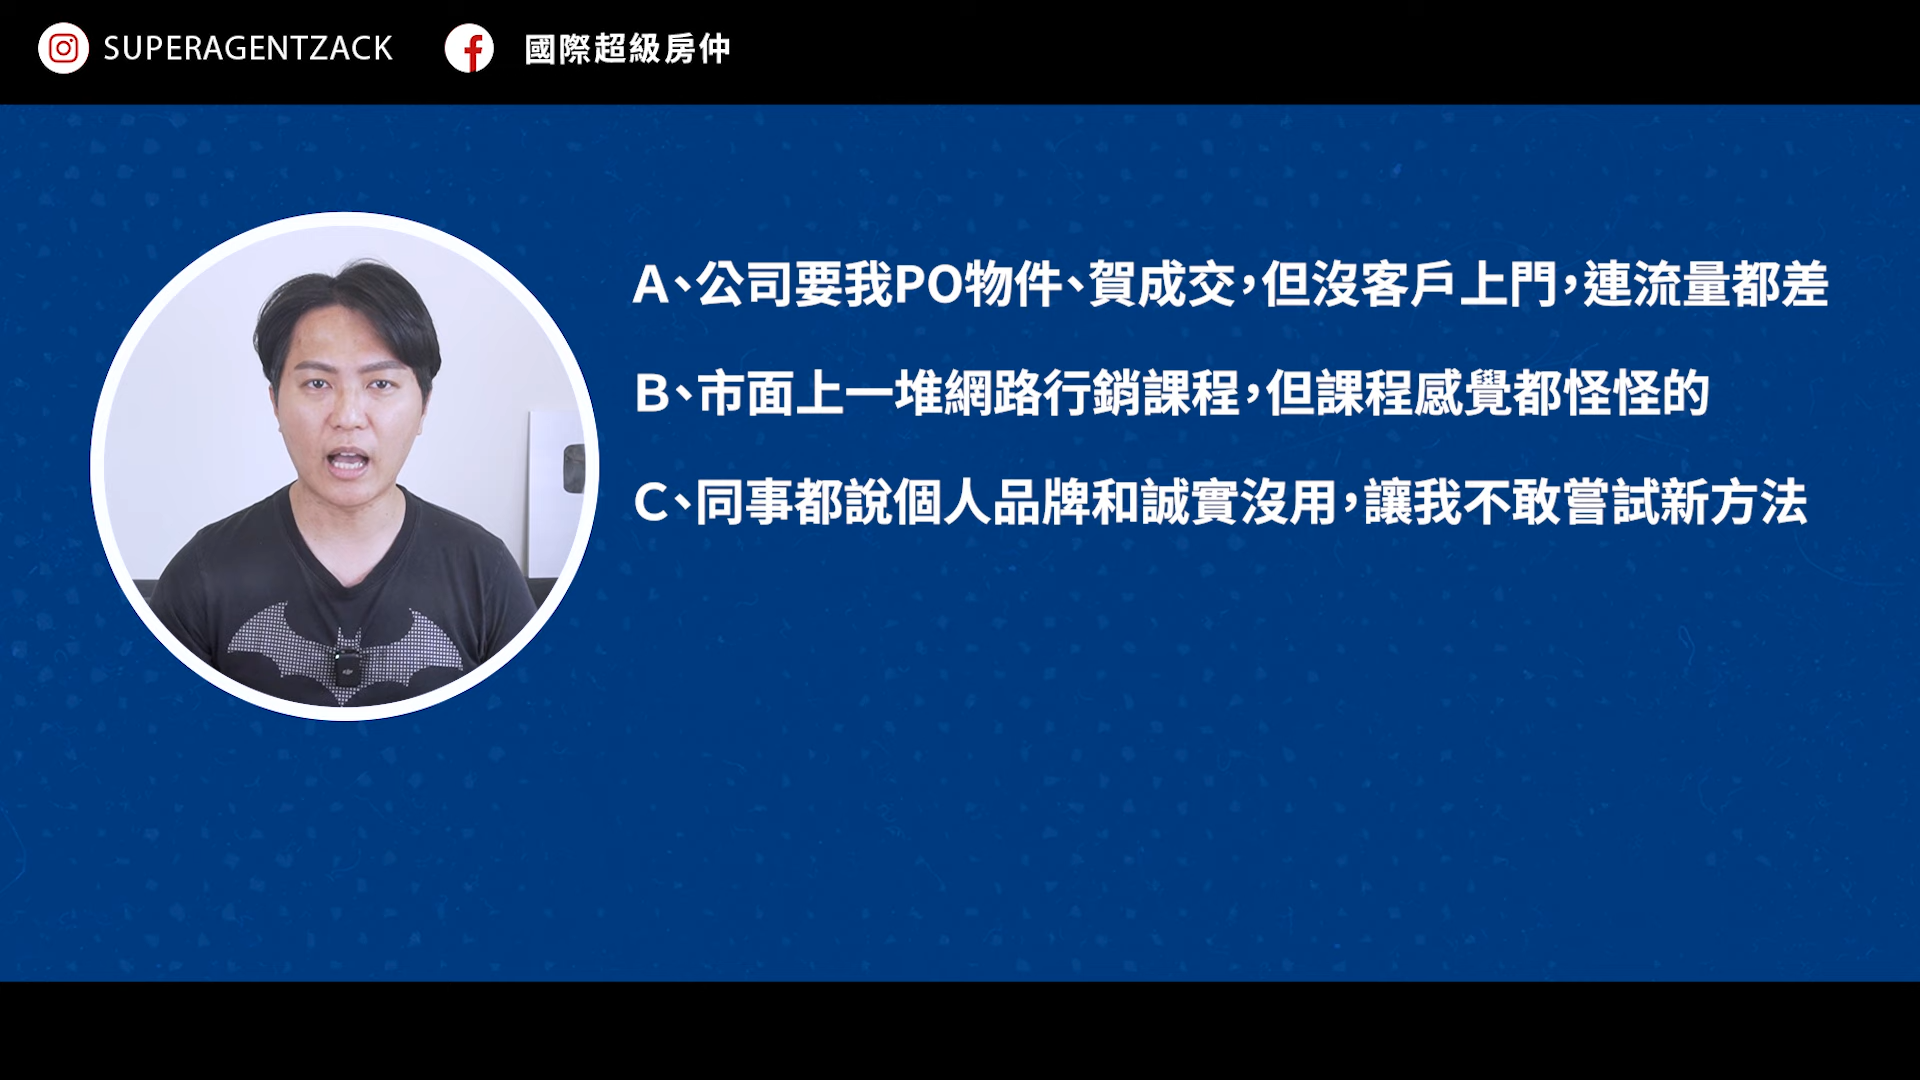 SUPERAGENTZACK 國際超級房仲
A、公司要我PO物件、賀成交，但沒客戶上門，連流量都差
B、市面上一堆網路行銷課程，但課程感覺都怪怪的
C、同事都說個人品牌和誠實沒用，讓我不敢嘗試新方法